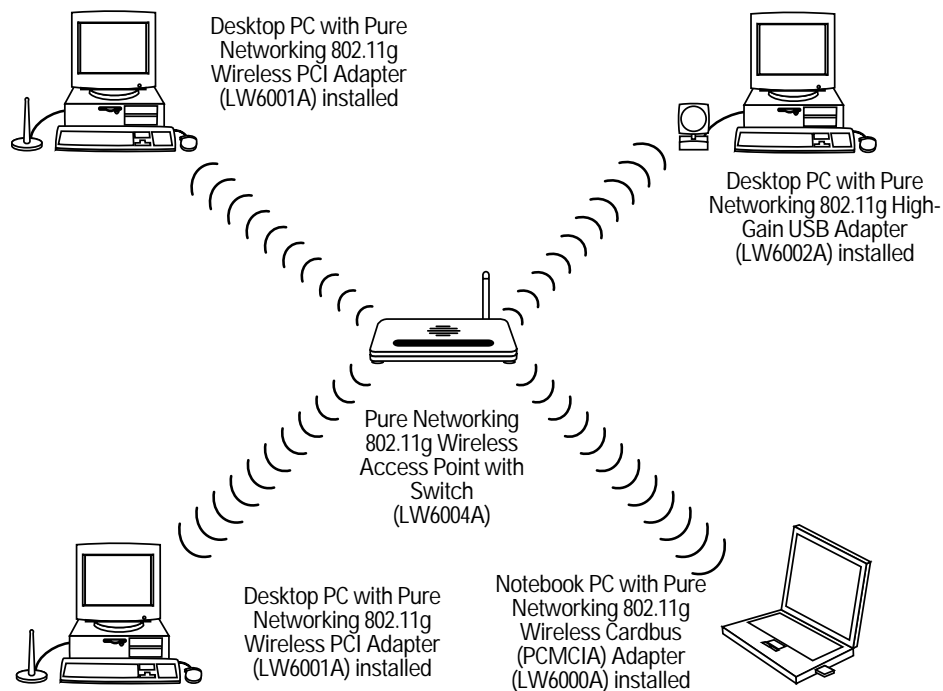 Desktop PC with Pure
Networking 802.11g
Wireless PCI Adapter
(LW6001A) installed
Desktop PC with Pure
Networking 802.11g High-
Gain USB Adapter
(LW6002A) installed
Pure Networking
802.11g Wireless
Access Point with
Switch
(LW6004A)
Desktop PC with Pure
Networking 802.11g
Wireless PCI Adapter
(LW6001A) installed
Notebook PC with Pure
Networking 802.11g
Wireless Cardbus
(PCMCIA) Adapter
(LW6000A) installed